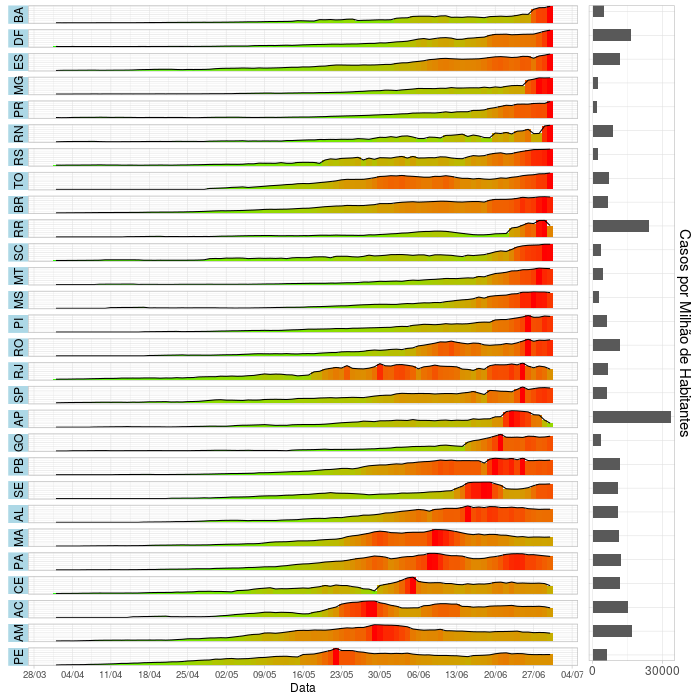 BA
DF
ES
MG
PR
RN
RS
TO
BR
RR
SC
MT
MS
PI
RO
RJ
SP
AP
GO
PB
SE
AL
MA
PA
CE
AC
AM
PE
28/03 04/04 11/04 18/04 25/04 02/05 09/05 16/05 23/05 30/05 06/06 13/06 20/06 27/06 04/07
Data
0 30000
Casos por Milhão de Habitantes